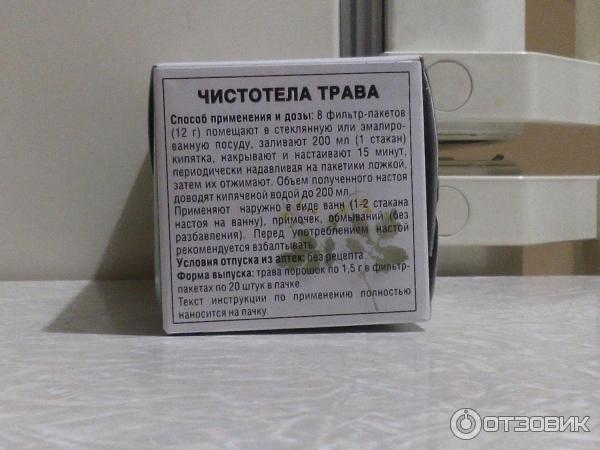 ЧИСТОТЕЛА ТРАВА
Способ применения и дозы: 8 фильтр-пакетов
(12 г) помещают в стеклянную или эмалиро-
ванную посуду, заливают 200 мл (1 стакан)
кипятка, накрывают и настаивают 15 минут,
периодически надавливая на пакетики ложкой,
затем их отжимают. Объем полученного настоя
доводят кипяченой водой до 200 мл.
Применяют наружно в виде ванн (1-2 стакана
настоя на ванну), примочек, обмываний (без
разбавления). Перед употреблением настой
рекомендуется взбалтывать.
Условия отпуска из аптек: без рецепта.
Форма выпуска: трава порошок по 1,5 г в фильтр-
пакетах по 20 штук в пачке.
Текст инструкции по применению полностью
наносится на пачку.
ОТЗОВИК